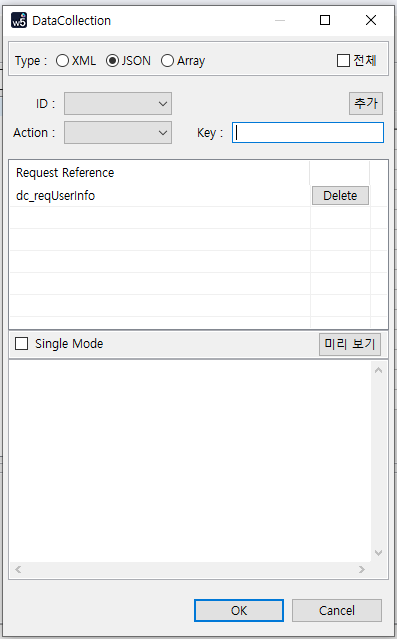 w5 DataCollection
Type : XML JSON Array 전체
ID : 추가
Action : Key :
Request Reference
dc_reqUserInfo Delete
Single Mode 미리 보기
OK Cancel